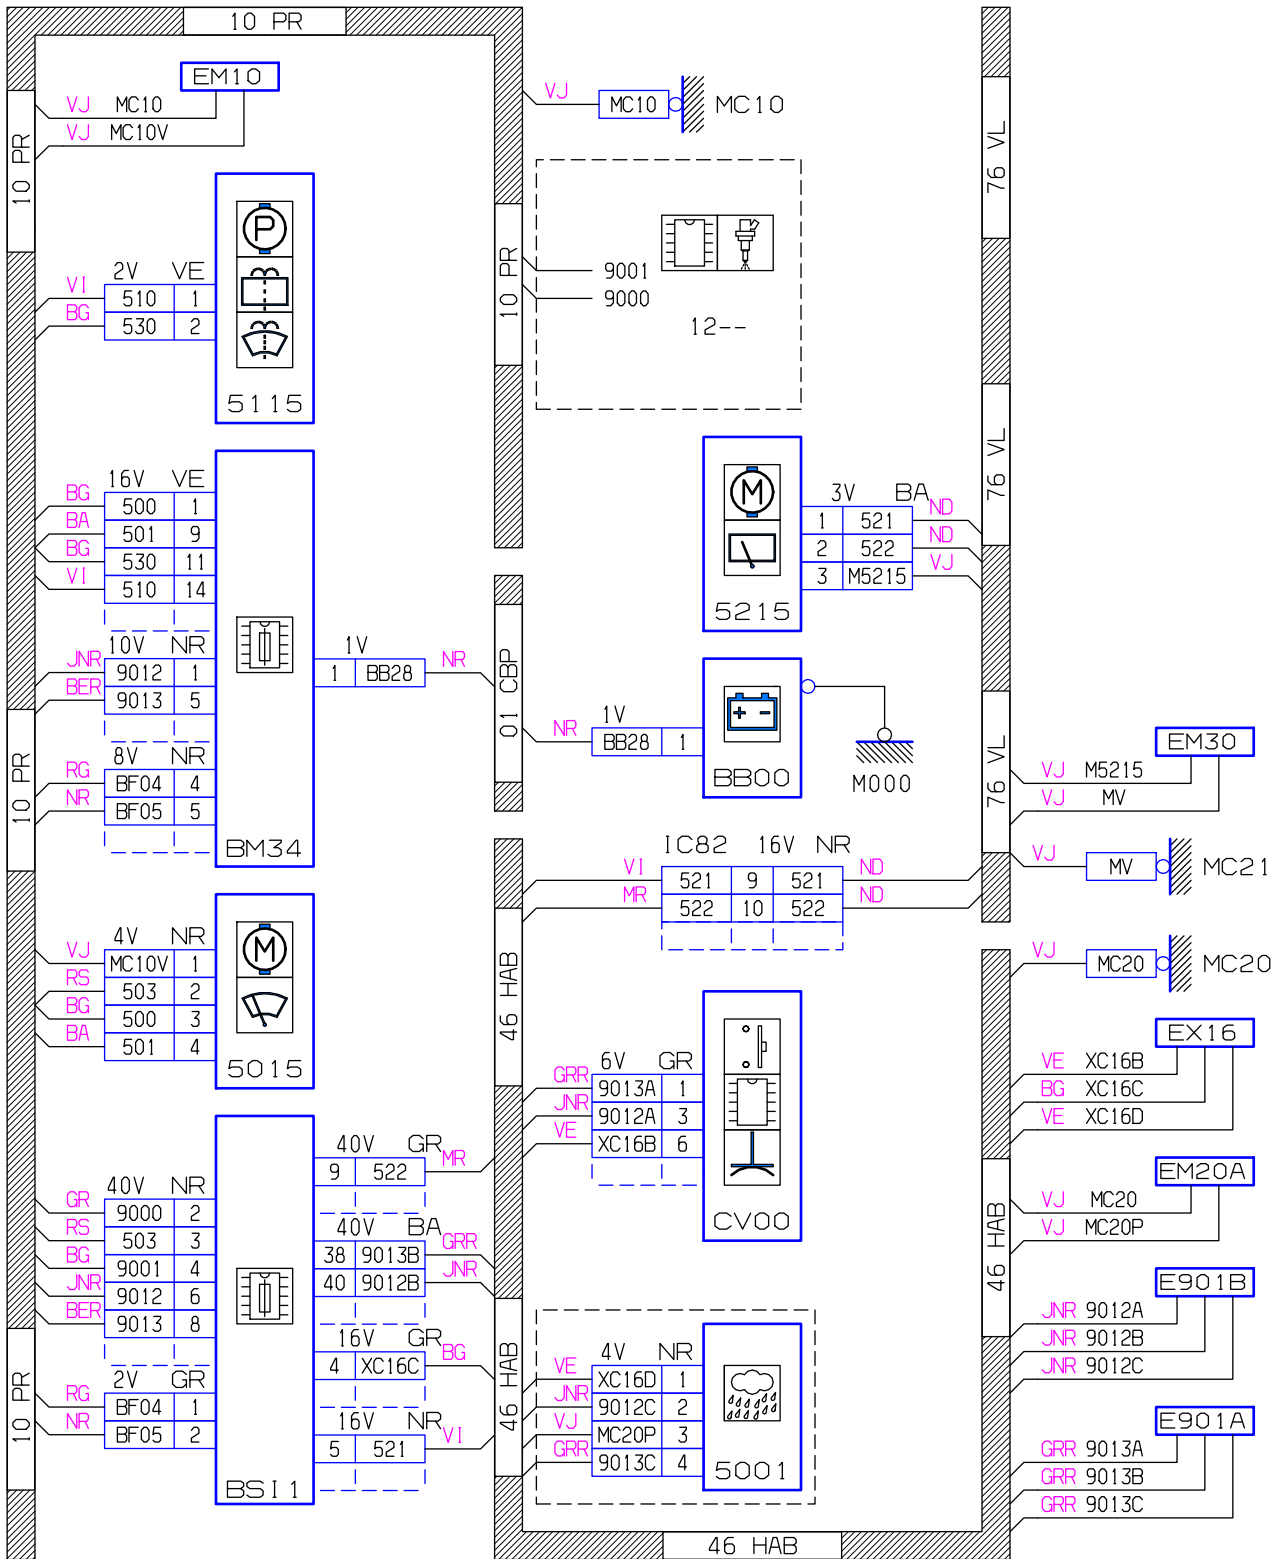 10 PR
EM10
VJ MC10
VJ MC10V
10 PR
VJ MC10 MC10
76 VL
P
2V VE
VI 510 1
BG 530 2
5115
10 PR
9001
9000
12--
16V VE
BG 500 1
BA 501 9
BG 530 11
VI 510 14
10V NR
JNR 9012 1
BER 9013 5
8V NR
RG BF04 4
NR BF05 5
BM34
10 PR
1V
1 BB28 NR
01 CBP
M
3V BA
1 521 ND
2 522 ND
3 M5215 VJ
5215
76 VL
1V
NR BB28 1
+ -
BB00
M000
76 VL
EM30
VJ M5215
VJ MV
IC82 16V NR
VI 521 9 521 ND
MR 522 10 522 ND
VJ MV MC21
VJ MC20 MC20
4V NR
VJ MC10V 1
RS 503 2
BG 500 3
BA 501 4
M
5015
46 HAB
6V GR
GRR 9013A 1
JNR 9012A 3
VE XC16B 6
CV00
EX16
VE XC16B
BG XC16C
VE XC16D
EM20A
VJ MC20
VJ MC20P
46 HAB
40V NR
GR 9000 2
RS 503 3
BG 9001 4
JNR 9012 6
BER 9013 8
2V GR
RG BF04 1
NR BF05 2
10 PR
BSI1
40V GR
9 522 MR
40V BA
38 9013B GRR
40 9012B JNR
16V GR
4 XC16C BG
16V NR
5 521 VI
46 HAB
4V NR
VE XC16D 1
JNR 9012C 2
VJ MC20P 3
GRR 9013C 4
5001
E901B
JNR 9012A
JNR 9012B
JNR 9012C
E901A
GRR 9013A
GRR 9013B
GRR 9013C
46 HAB